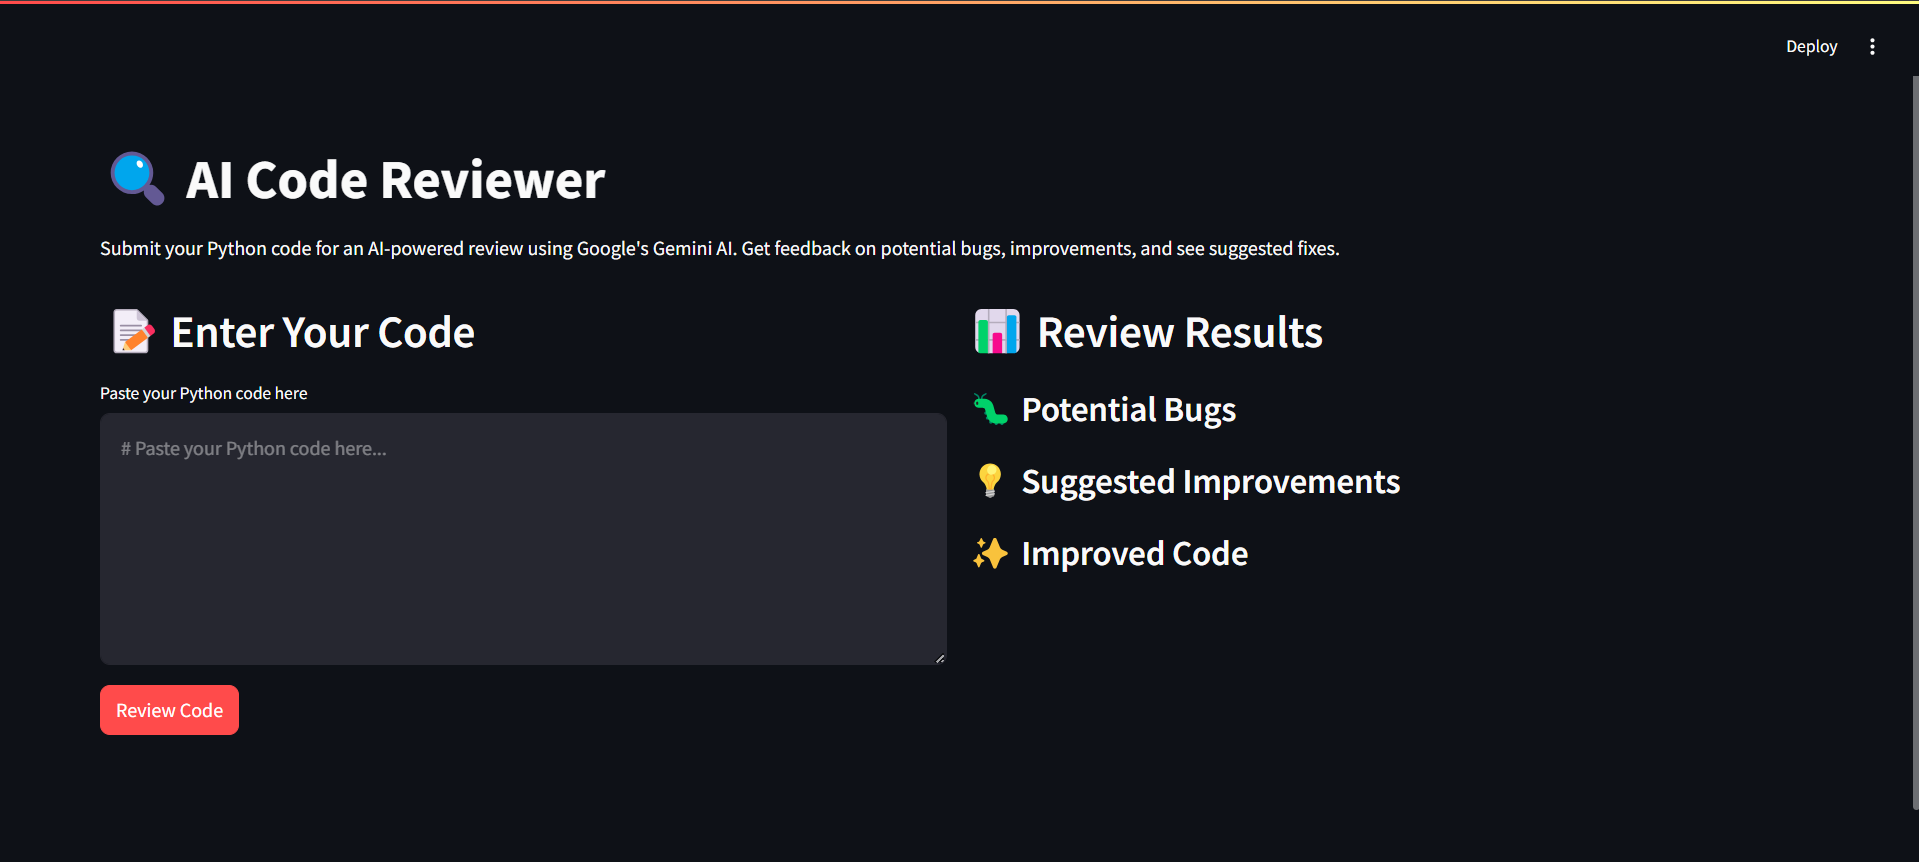 Deploy
AI Code Reviewer
Submit your Python code for an AI-powered review using Google's Gemini AI. Get feedback on potential bugs, improvements, and see suggested fixes.
Enter Your Code
Paste your Python code here
# Paste your Python code here...
Review Code
Review Results
Potential Bugs
Suggested Improvements
Improved Code